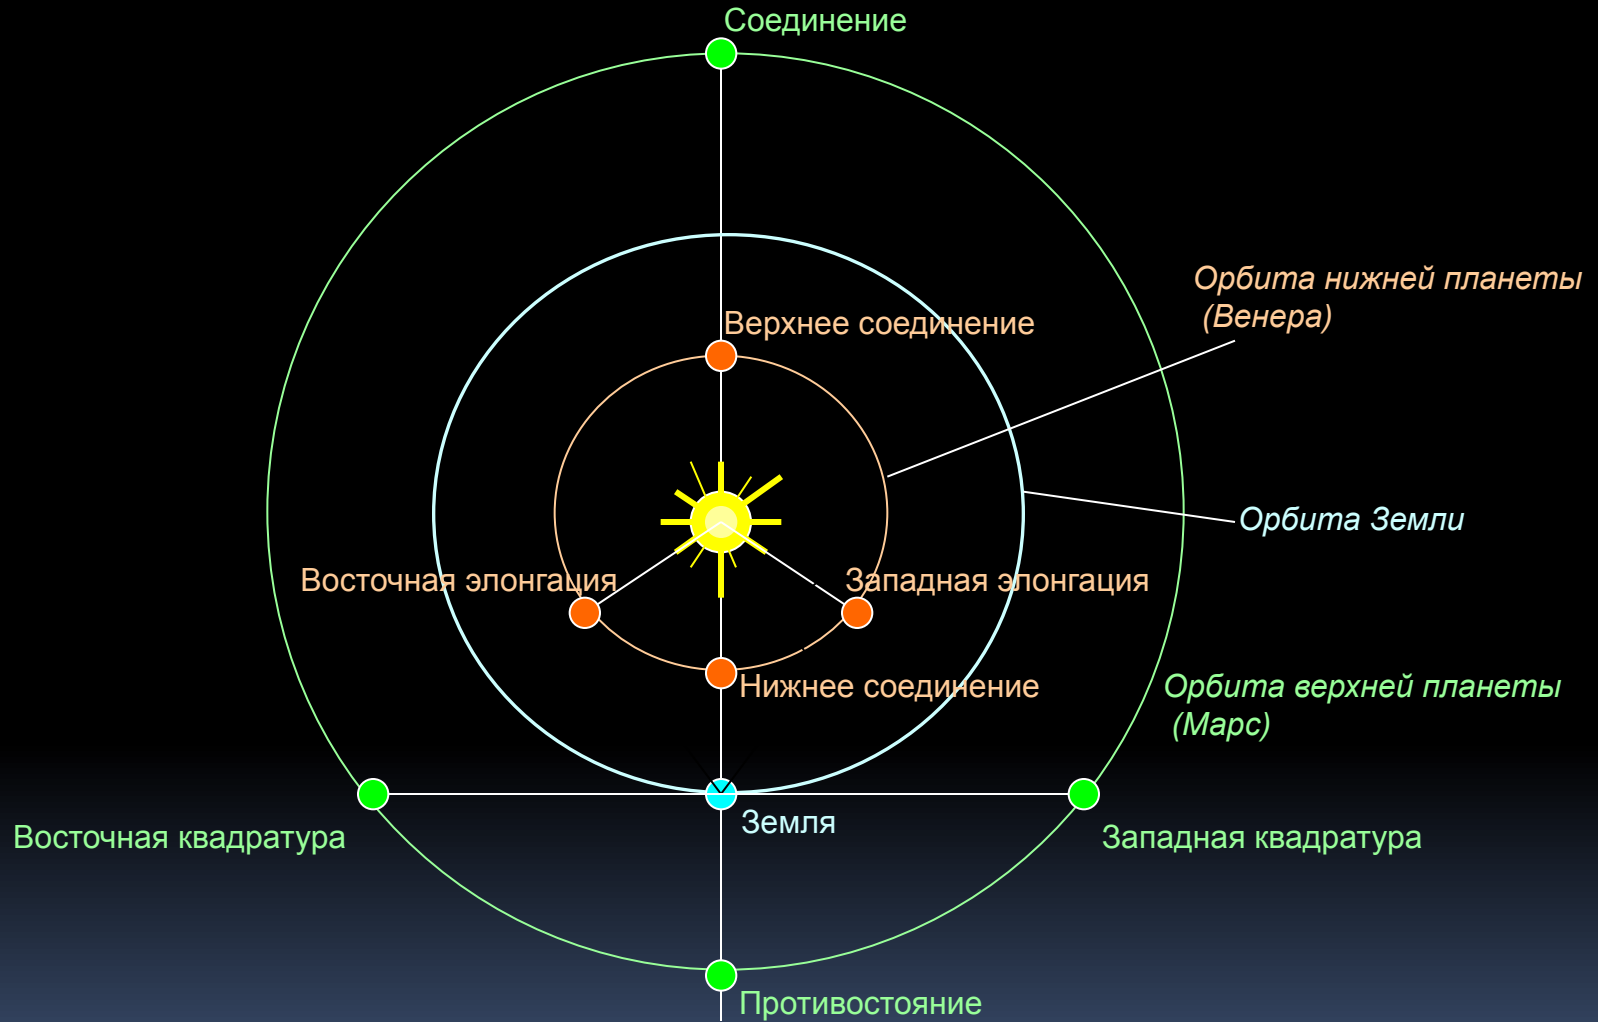 Соединение
Орбита нижней планеты
(Венера)
Верхнее соединение
Орбита Земли
Восточная элонгация
Западная элонгация
Нижнее соединение
Орбита верхней планеты
(Марс)
Земля
Восточная квадратура
Западная квадратура
Противостояние